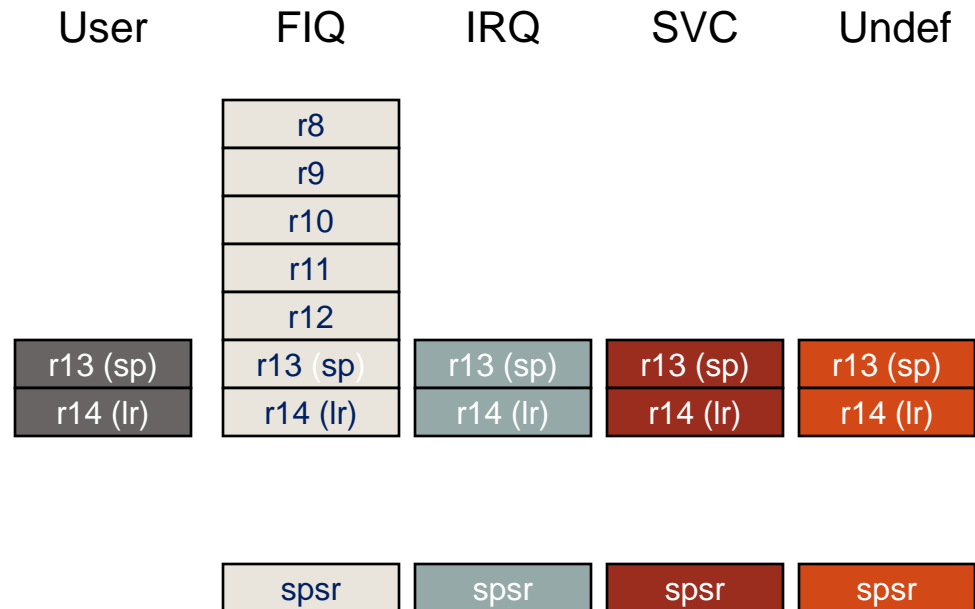 User FIQ IRQ SVC Undef
r8
r9
r10
r11
r12
r13 (sp) r13 (sp) r13 (sp) r13 (sp) r13 (sp)
r14 (lr) r14 (lr) r14 (lr) r14 (lr) r14 (lr)
spsr spsr spsr spsr